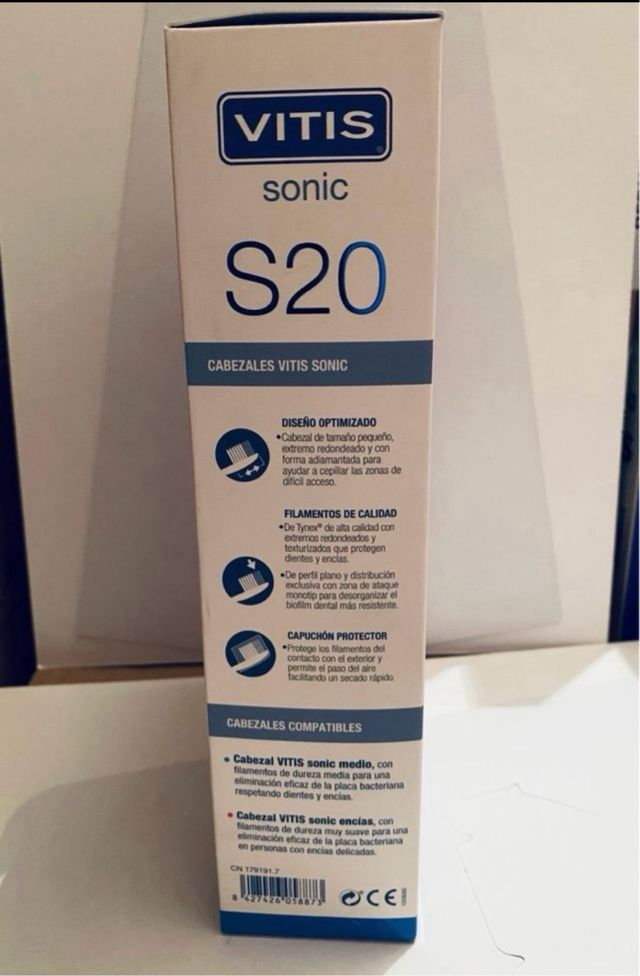 VITIS
sonic
S20
CABEZALES VITIS SONIC
DISEÑO OPTIMIZADO
•Cabezal de tamaño pequeño,
extremo redondeado y con
forma adiamantada para
ayudar a cepillar las zonas de
difícil acceso.
FILAMENTOS DE CALIDAD
•De Tynex® de alta calidad con
extremos redondeados y
texturizados que protegen
dientes y encías.
•De perfil plano y distribución
exclusiva con zona de ataque
monotip para desorganizar el
biofilm dental más resistente.
CAPUCHÓN PROTECTOR
•Protege los filamentos del
contacto con el exterior y
permite el paso del aire
facilitando un secado rápido.
CABEZALES COMPATIBLES
• Cabezal VITIS sonic medio, con
filamentos de dureza media para una
eliminación eficaz de la placa bacteriana
respetando dientes y encías.
• Cabezal VITIS sonic encías, con
filamentos de dureza muy suave para una
eliminación eficaz de la placa bacteriana
en personas con encías delicadas.
CN 179191.7
8 427426 058873
CE